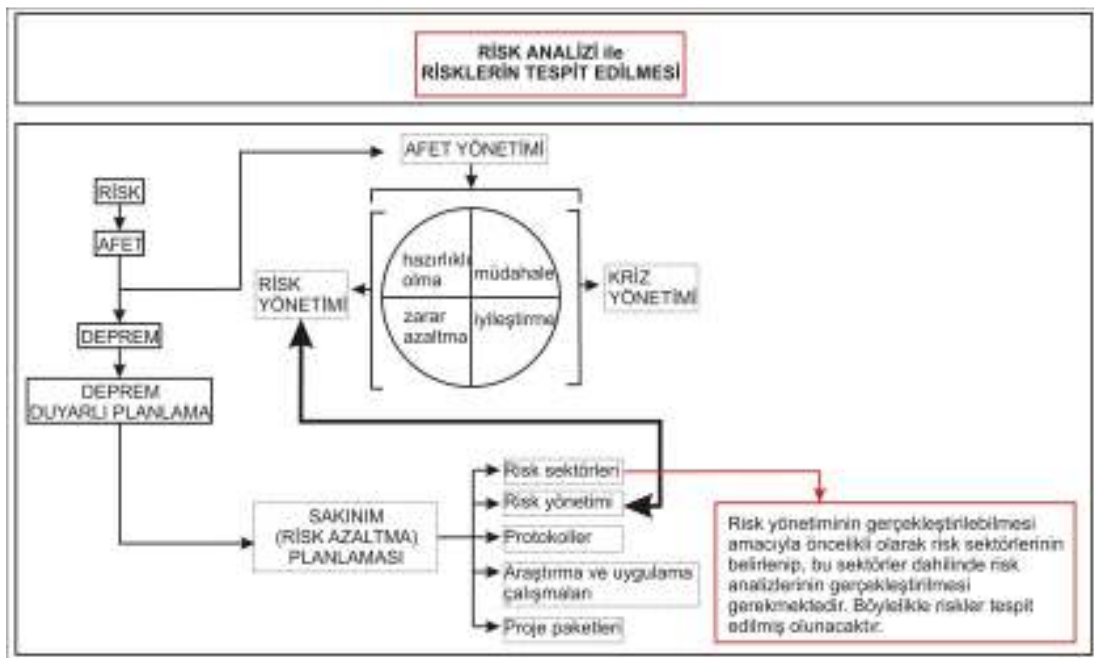 RİSK ANALİZİ ile
RİSKLERİN TESPİT EDİLMESİ
AFET YÖNETİMİ
RİSK
AFET
hazırlıklı
olma
müdahale
RİSK
YÖNETİMİ
KRİZ
YÖNETİMİ
zarar
azaltma
iyileştirme
DEPREM
DEPREM
DUYARLI PLANLAMA
Risk sektörleri
Risk yönetimi
SAKINIM
(RİSK AZALTMA)
PLANLAMASI
Protokoller
Araştırma ve uygulama
çalışmaları
Proje paketleri
Risk yönetiminin gerçekleştirilebilmesi
amacıyla öncelikli olarak risk sektörlerinin
belirlenip, bu sektörler dahilinde risk
analizlerinin gerçekleştirilmesi
gerekmektedir. Böylelikle riskler tespit
edilmiş olunacaktır.